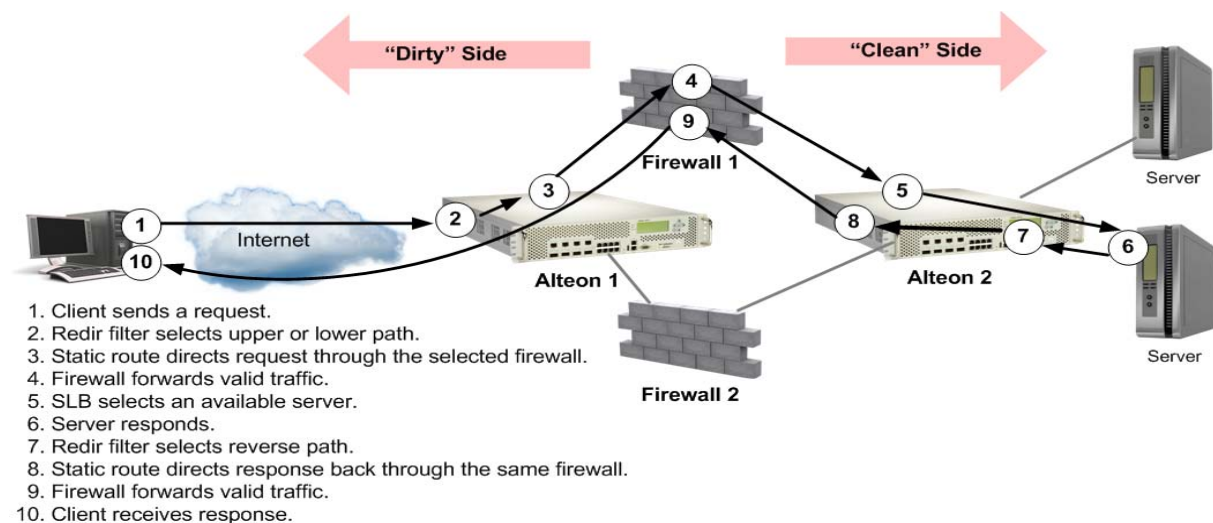 "Dirty" Side
"Clean" Side
4
9
Firewall 1
3
5
Server
1
2
8
7
6
Internet
10
Alteon 1
Alteon 2
Server
Firewall 2
1. Client sends a request.
2. Redir filter selects upper or lower path.
3. Static route directs request through the selected firewall.
4. Firewall forwards valid traffic.
5. SLB selects an available server.
6. Server responds.
7. Redir filter selects reverse path.
8. Static route directs response back through the same firewall.
9. Firewall forwards valid traffic.
10. Client receives response.